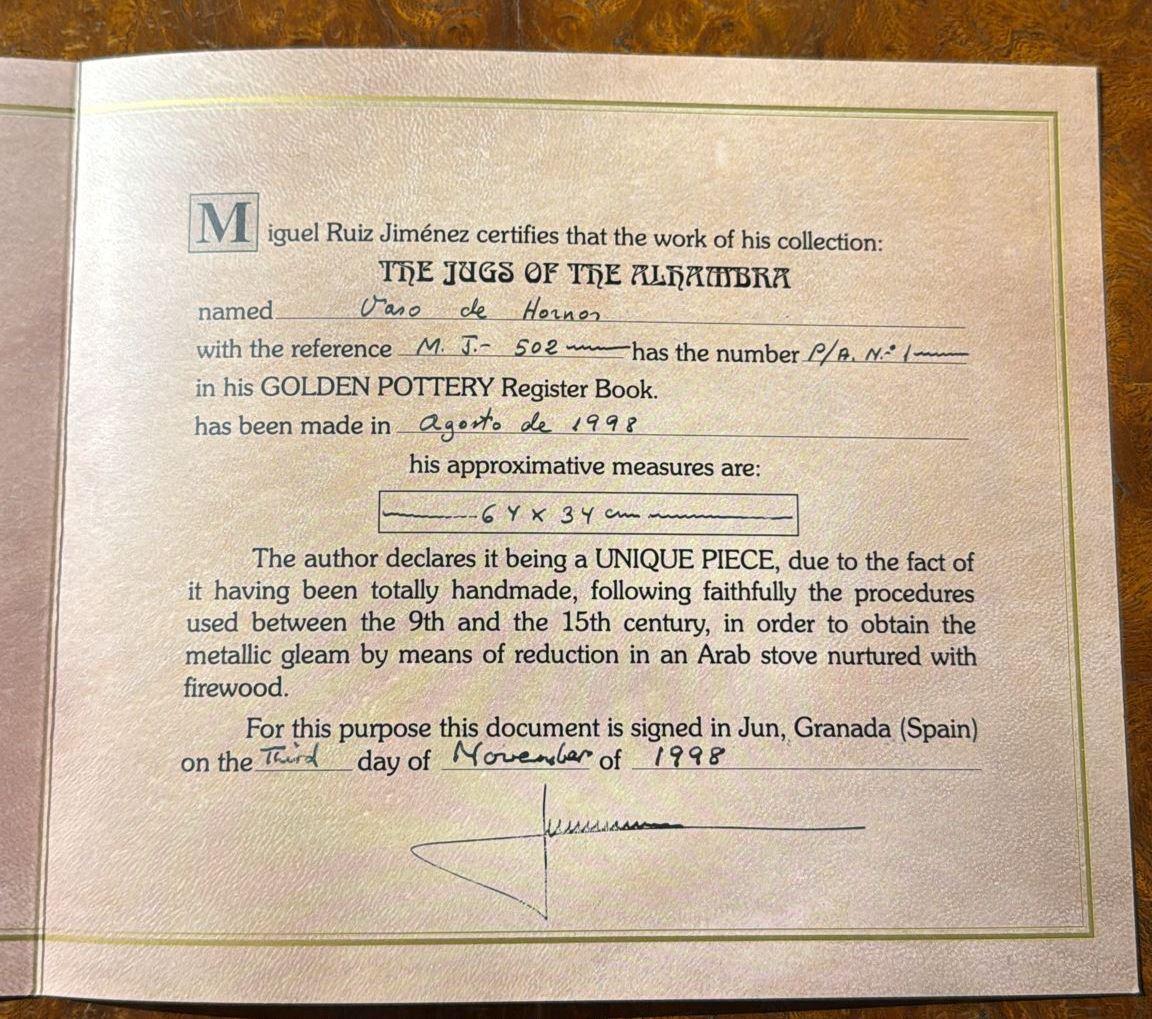 Miguel Ruiz Jiménez certifies that the work of his collection:
THE JUGS OF THE ALHAMBRA
named Vaso de Hornos
with the reference M. J.- 502 has the number P/A. N.º 1
in his GOLDEN POTTERY Register Book.
has been made in agosto de 1998
his approximative measures are:
64 x 34 cm
The author declares it being a UNIQUE PIECE, due to the fact of
it having been totally handmade, following faithfully the procedures
used between the 9th and the 15th century, in order to obtain the
metallic gleam by means of reduction in an Arab stove nurtured with
firewood.
For this purpose this document is signed in Jun, Granada (Spain)
on the Third day of November of 1998